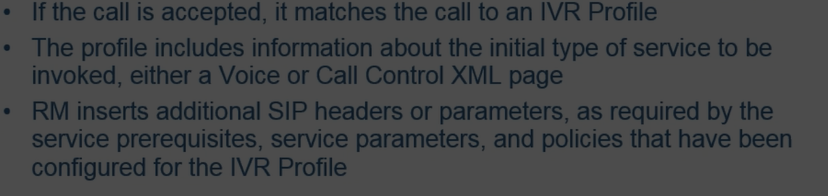 • If the call is accepted, it matches the call to an IVR Profile
• The profile includes information about the initial type of service to be
invoked, either a Voice or Call Control XML page
• RM inserts additional SIP headers or parameters, as required by the
service prerequisites, service parameters, and policies that have been
configured for the IVR Profile